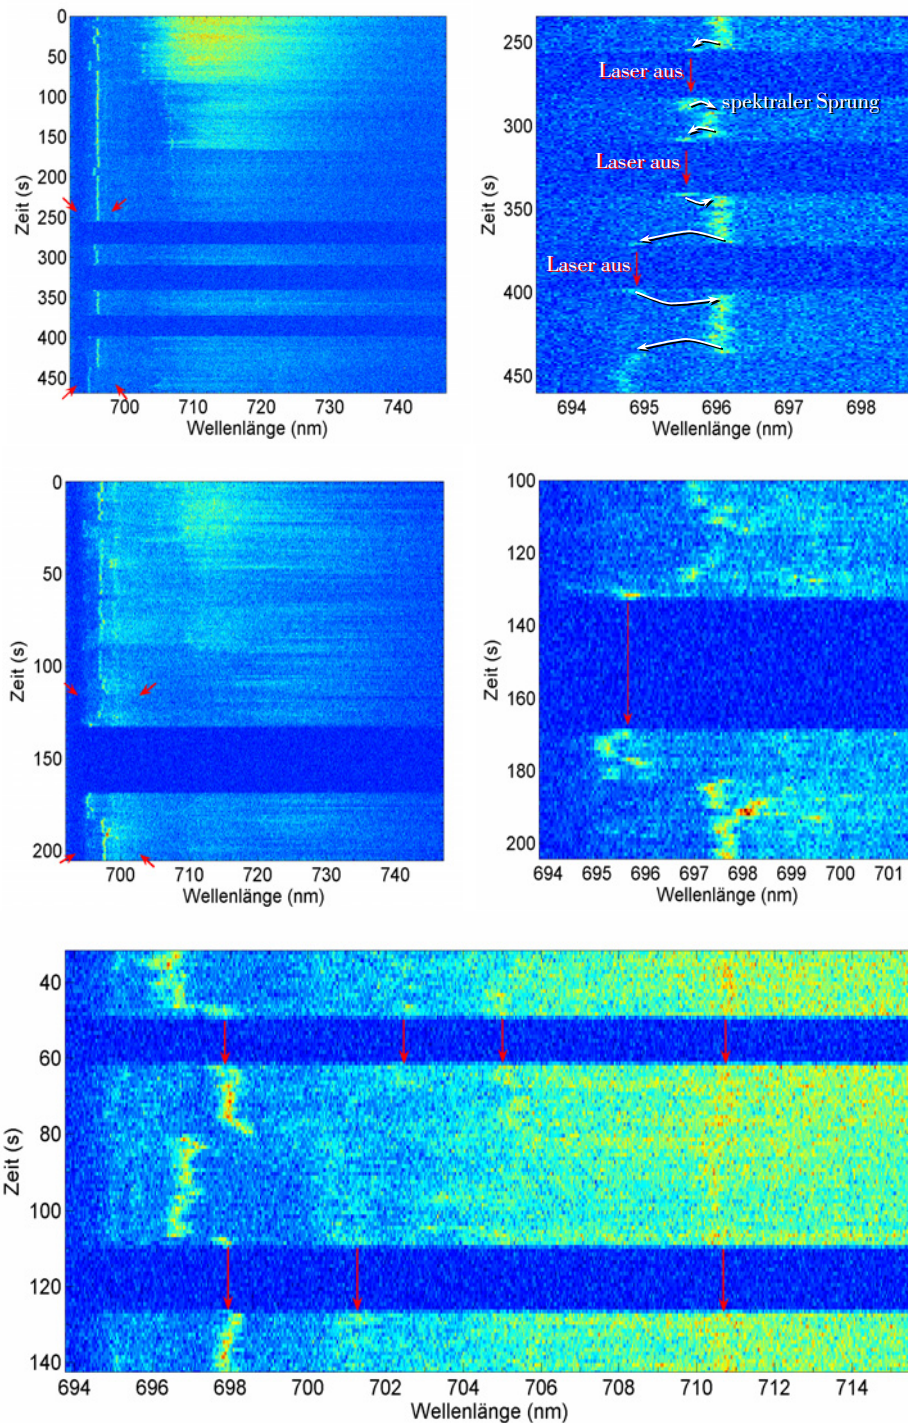 0
50
100
150
200
250
300
350
400
450
Zeit (s)
700 710 720 730 740
Wellenlänge (nm)
250
300
350
400
450
Zeit (s)
Laser aus
spektraler Sprung
Laser aus
Laser aus
694 695 696 697 698
Wellenlänge (nm)
0
50
100
150
200
Zeit (s)
700 710 720 730 740
Wellenlänge (nm)
100
120
140
160
180
200
Zeit (s)
694 695 696 697 698 699 700 701
Wellenlänge (nm)
40
60
80
100
120
140
Zeit (s)
694 696 698 700 702 704 706 708 710 712 714
Wellenlänge (nm)